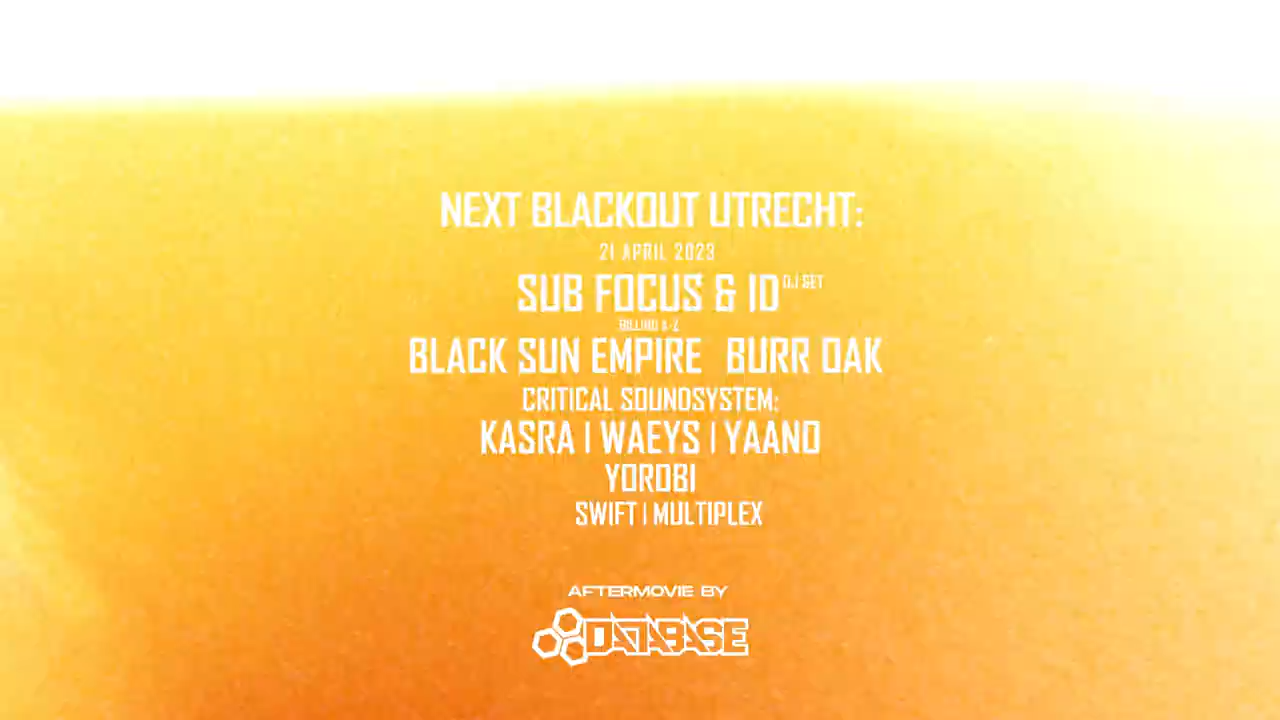 NEXT BLACKOUT UTRECHT:
21 APRIL 2023
SUB FOCUS & ID DJ SET
BILLING A-Z
BLACK SUN EMPIRE BURR OAK
CRITICAL SOUNDSYSTEM:
KASRA | WAEYS | YAANO
YOROBI
SWIFT | MULTIPLEX
AFTERMOVIE BY
DATABASE